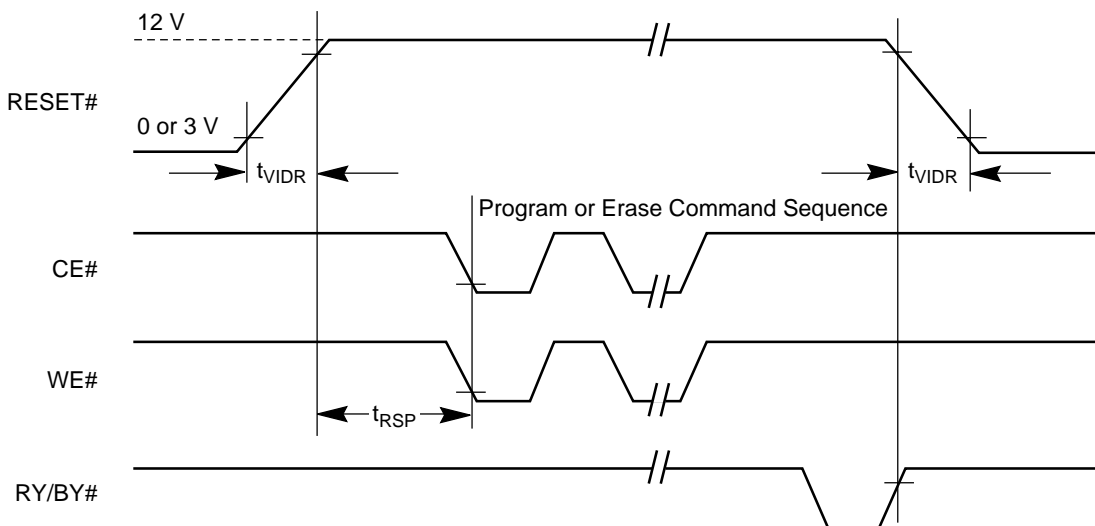 12 V
RESET#
0 or 3 V
tVIDR
tVIDR
Program or Erase Command Sequence
CE#
WE#
tRSP
RY/BY#